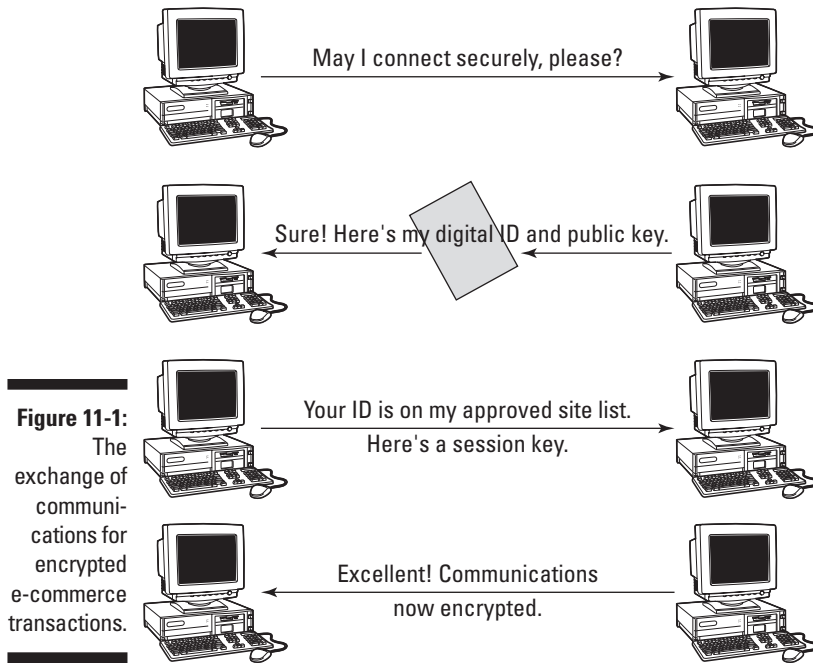 May I connect securely, please?
Sure! Here's my digital ID and public key.
Your ID is on my approved site list.
Here's a session key.
Excellent! Communications
now encrypted.
Figure 11-1:
The
exchange of
communi-
cations for
encrypted
e-commerce
transactions.